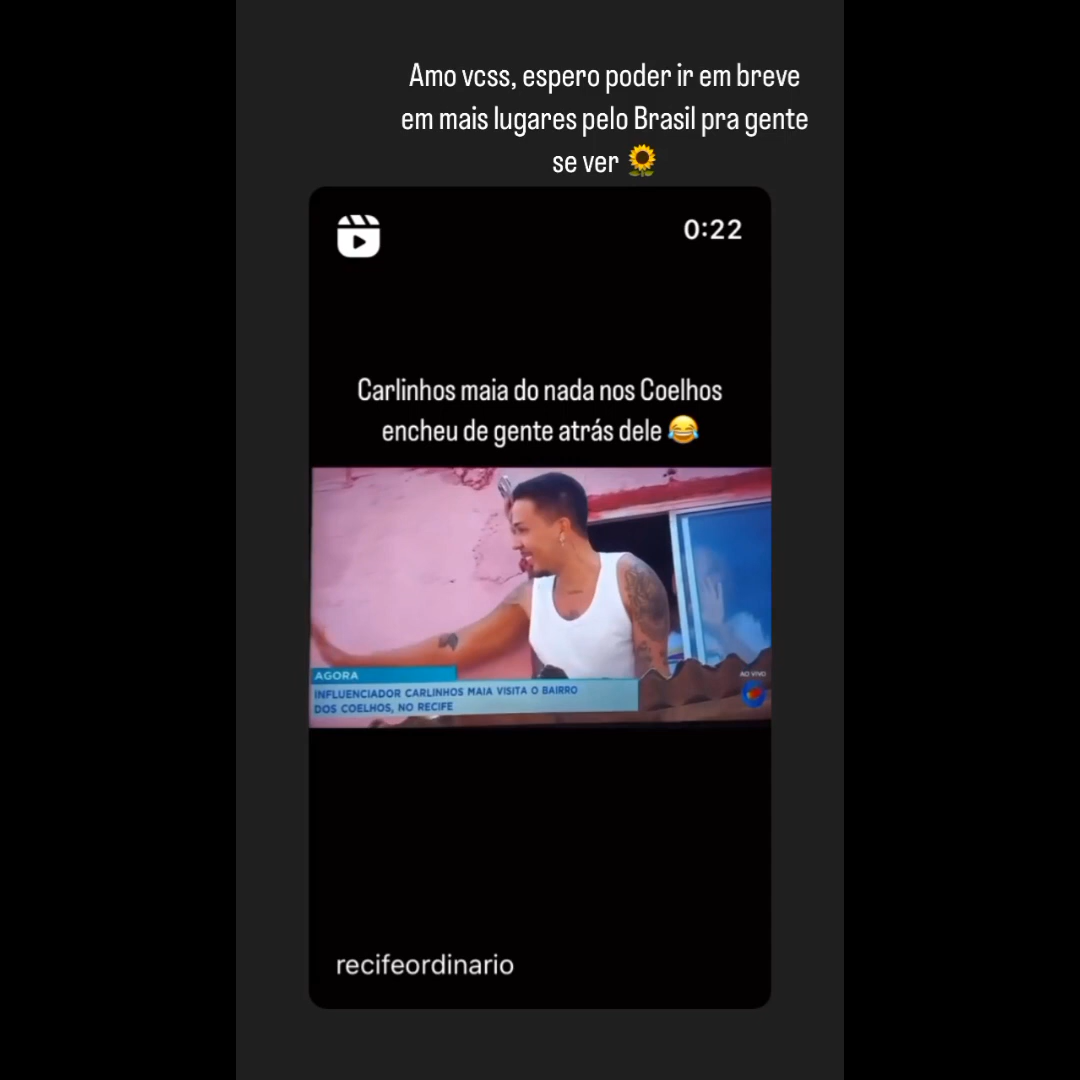 Amo vcss, espero poder ir em breve
em mais lugares pelo Brasil pra gente
se ver 🌻
0:22
Carlinhos maia do nada nos Coelhos
encheu de gente atrás dele 😂
AGORA
INFLUENCIADOR CARLINHOS MAIA VISITA O BAIRRO
DOS COELHOS, NO RECIFE
AO VIVO
recifeordinario